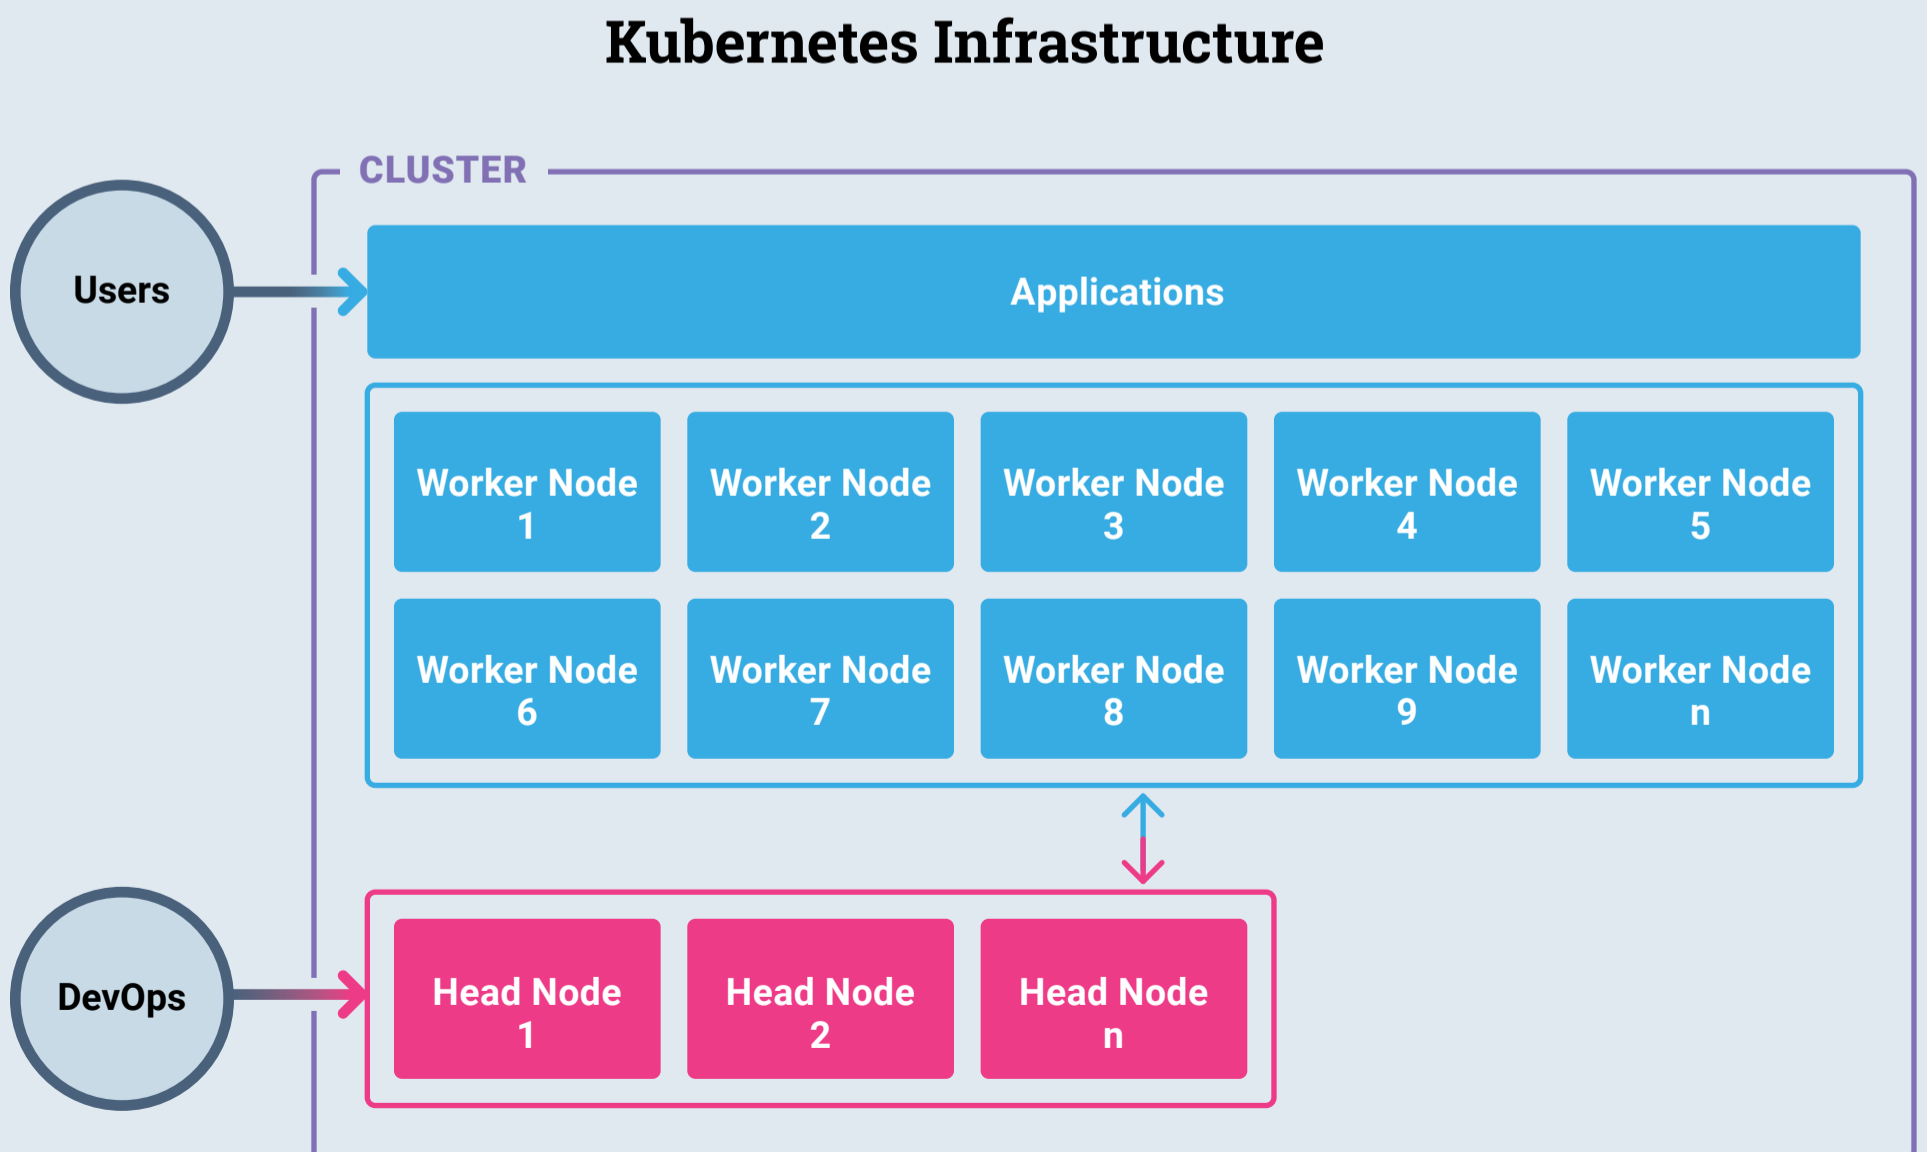 Kubernetes Infrastructure
CLUSTER
Users
Applications
Worker Node
1
Worker Node
2
Worker Node
3
Worker Node
4
Worker Node
5
Worker Node
6
Worker Node
7
Worker Node
8
Worker Node
9
Worker Node
n
DevOps
Head Node
1
Head Node
2
Head Node
n